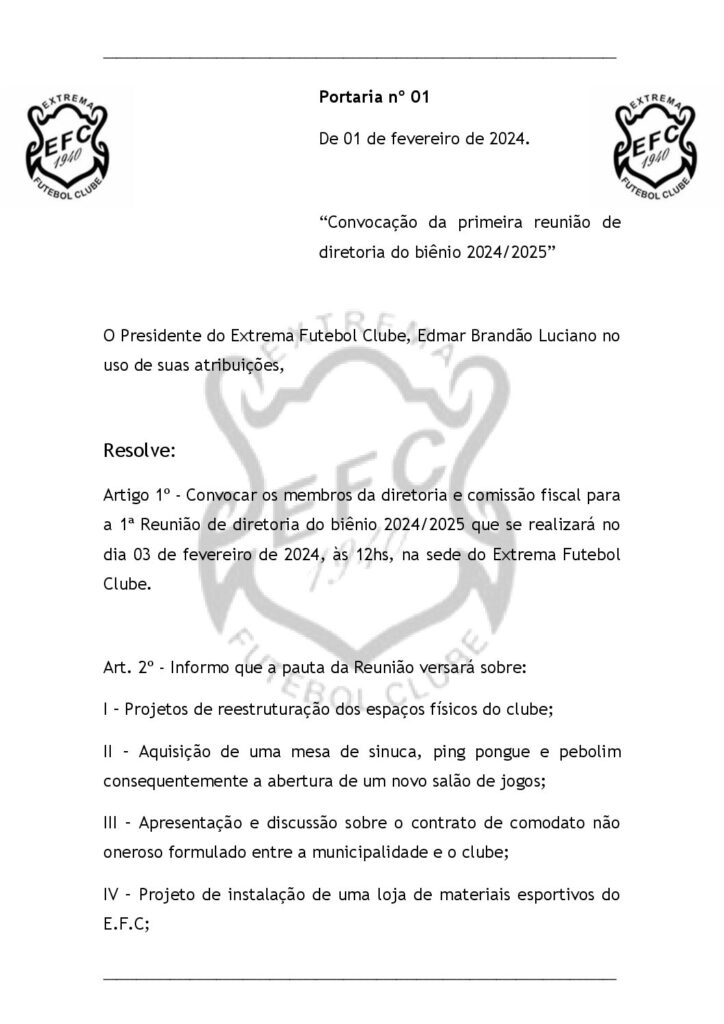 EXTREMA
EFC
1940
FUTEBOL CLUBE
Portaria nº 01
EXTREMA
EFC
1940
FUTEBOL CLUBE
De 01 de fevereiro de 2024.
“Convocação da primeira reunião de
diretoria do biênio 2024/2025”
O Presidente do Extrema Futebol Clube, Edmar Brandão Luciano no
uso de suas atribuições,
Resolve:
Artigo 1º - Convocar os membros da diretoria e comissão fiscal para
a 1ª Reunião de diretoria do biênio 2024/2025 que se realizará no
dia 03 de fevereiro de 2024, às 12hs, na sede do Extrema Futebol
Clube.
Art. 2º - Informo que a pauta da Reunião versará sobre:
I – Projetos de reestruturação dos espaços físicos do clube;
II – Aquisição de uma mesa de sinuca, ping pongue e pebolim
consequentemente a abertura de um novo salão de jogos;
III – Apresentação e discussão sobre o contrato de comodato não
oneroso formulado entre a municipalidade e o clube;
IV – Projeto de instalação de uma loja de materiais esportivos do
E.F.C;
EXTREMA
EFC
1940
FUTEBOL CLUBE